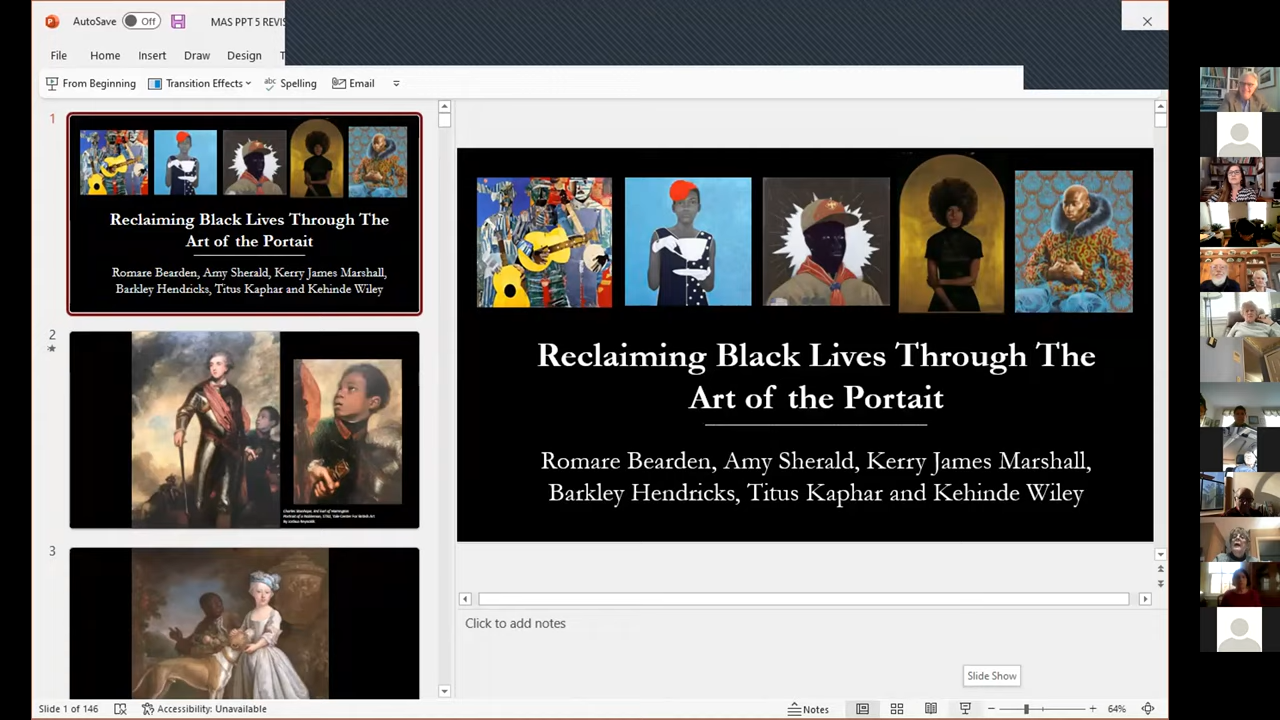 AutoSave Off MAS PPT 5 REVIS
File Home Insert Draw Design
From Beginning Transition Effects Spelling Email
1
Reclaiming Black Lives Through The
Art of the Portait
Romare Bearden, Amy Sherald, Kerry James Marshall,
Barkley Hendricks, Titus Kaphar and Kehinde Wiley
2
3
Reclaiming Black Lives Through The
Art of the Portait
Romare Bearden, Amy Sherald, Kerry James Marshall,
Barkley Hendricks, Titus Kaphar and Kehinde Wiley
Click to add notes
Slide Show
Slide 1 of 146 Accessibility: Unavailable Notes 64%